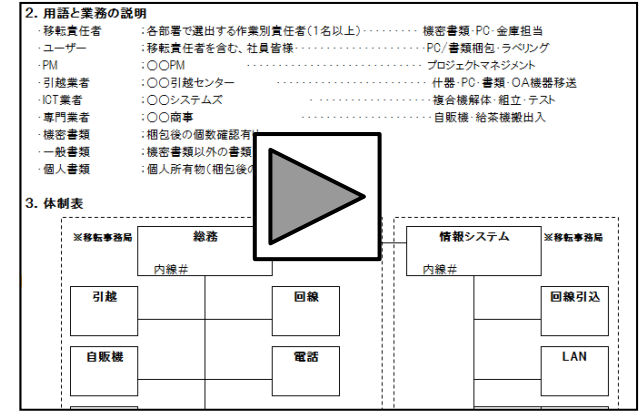 2. 用語と業務の説明
・移転責任者 ；各部署で選出する作業別責任者(1名以上)・・・・・・・・・ 機密書類・PC・金庫担当
・ユーザー ；移転責任者を含む、社員皆様・・・・・・・・・・・・・・・・・・・・・PC/書類梱包・ラベリング
・PM ；〇〇PM ・・・・・・・・・・・・・・・・・・・・・・・・・・・・ プロジェクトマネジメント
・引越業者 ；〇〇引越センター ・・・・・・・・・・・・・・・・・・・・・・・・ 什器・PC・書類・OA機器移送
・ICT業者 ；〇〇システムズ ・・・・・・・・・・・・・・・・・・・複合機解体・組立・テスト
・専門業者 ；〇〇商事 ・・・・・・・・・・・・・・・・・・・・・自販機・給茶機搬出入
・機密書類 ；梱包後の個数確認有
・一般書類 ；機密書類以外の書類
・個人書類 ；個人所有物(梱包後の
3. 体制表
※移転事務局 総務 情報システム ※移転事務局
内線# 内線#
引越 回線 回線引込
自販機 電話 LAN